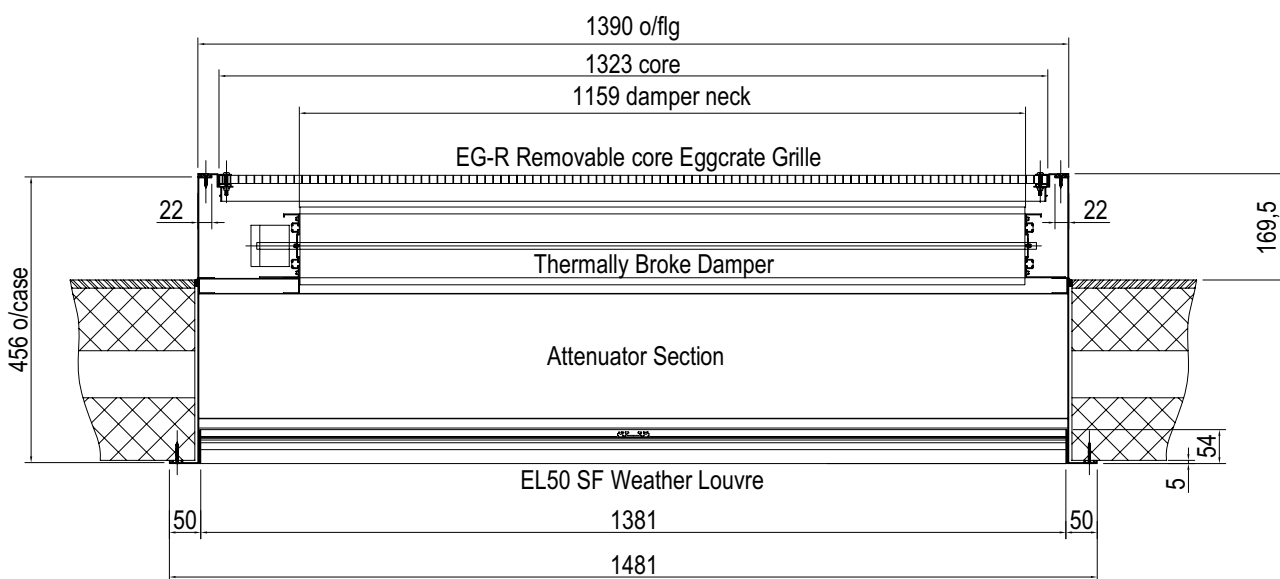 1390 o/flg
1323 core
1159 damper neck
EG-R Removable core Eggcrate Grille
22
22
169,5
Thermally Broke Damper
456 o/case
Attenuator Section
54
EL50 SF Weather Louvre
5
50
1381
50
1481